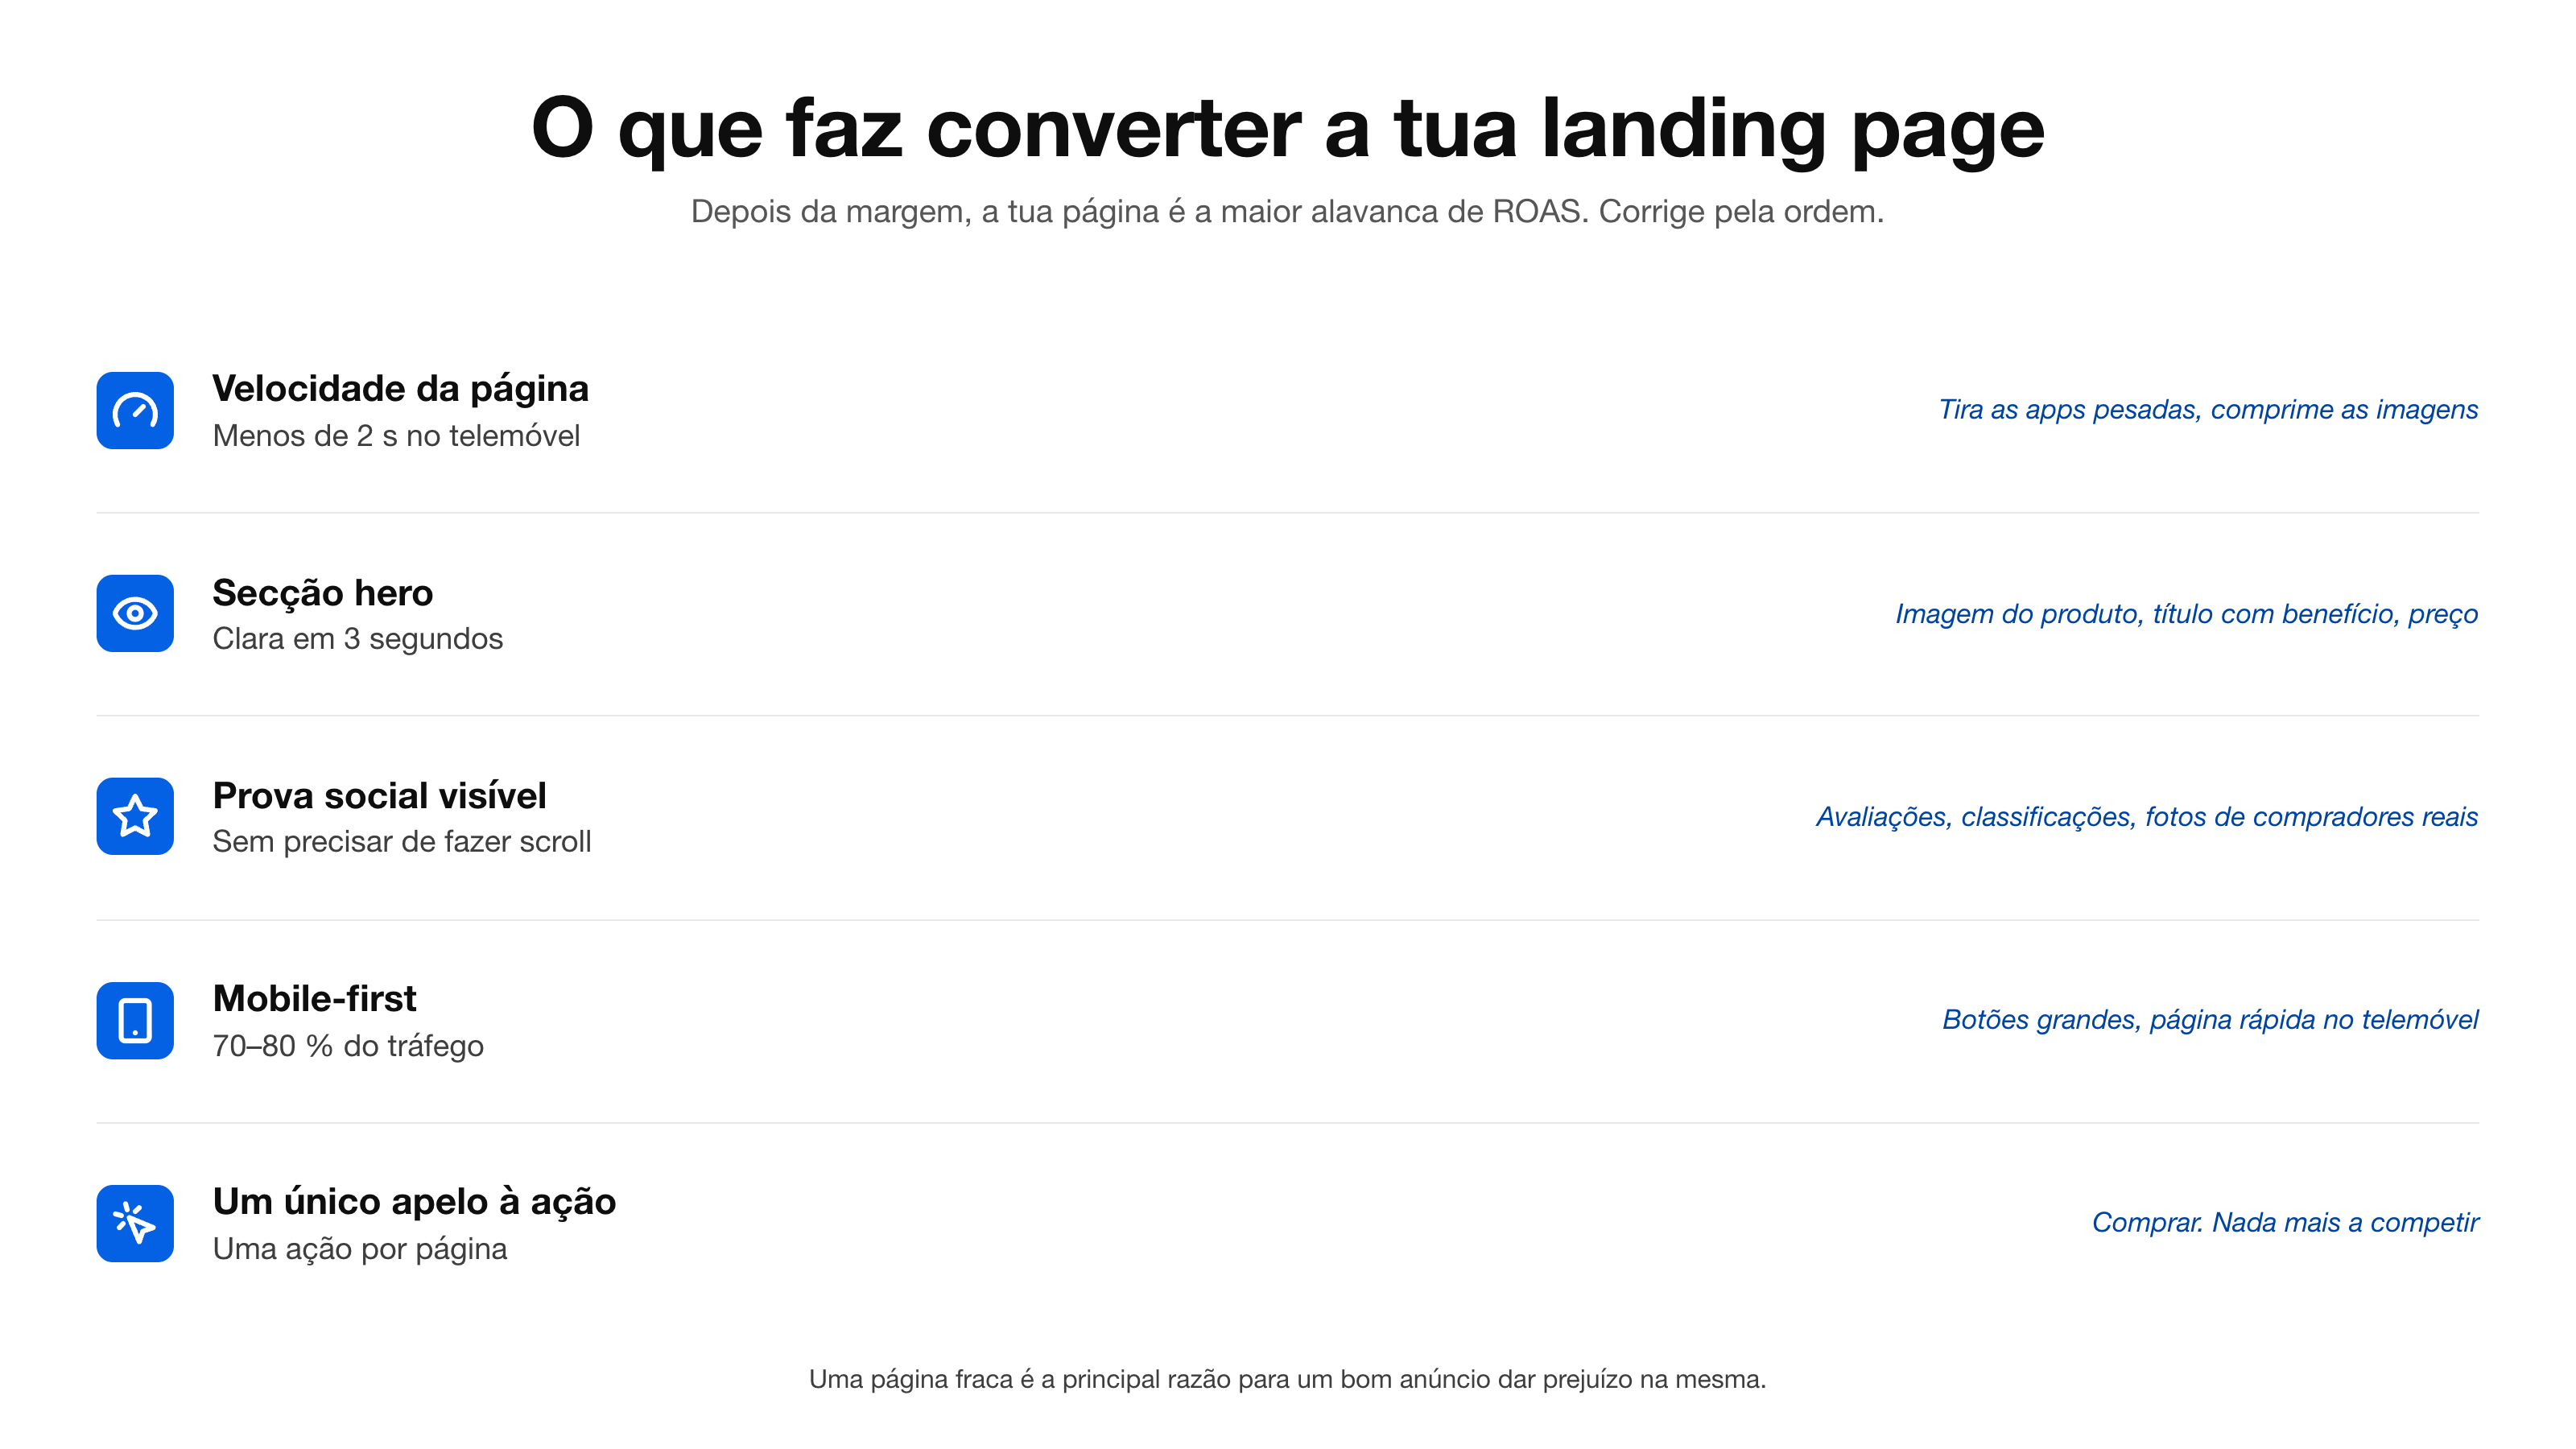 O que faz converter a tua landing page
Depois da margem, a tua página é a maior alavanca de ROAS. Corrige pela ordem.
Velocidade da página
Menos de 2 s no telemóvel
Tira as apps pesadas, comprime as imagens
Secção hero
Clara em 3 segundos
Imagem do produto, título com benefício, preço
Prova social visível
Sem precisar de fazer scroll
Avaliações, classificações, fotos de compradores reais
Mobile-first
70–80 % do tráfego
Botões grandes, página rápida no telemóvel
Um único apelo à ação
Uma ação por página
Comprar. Nada mais a competir
Uma página fraca é a principal razão para um bom anúncio dar prejuízo na mesma.